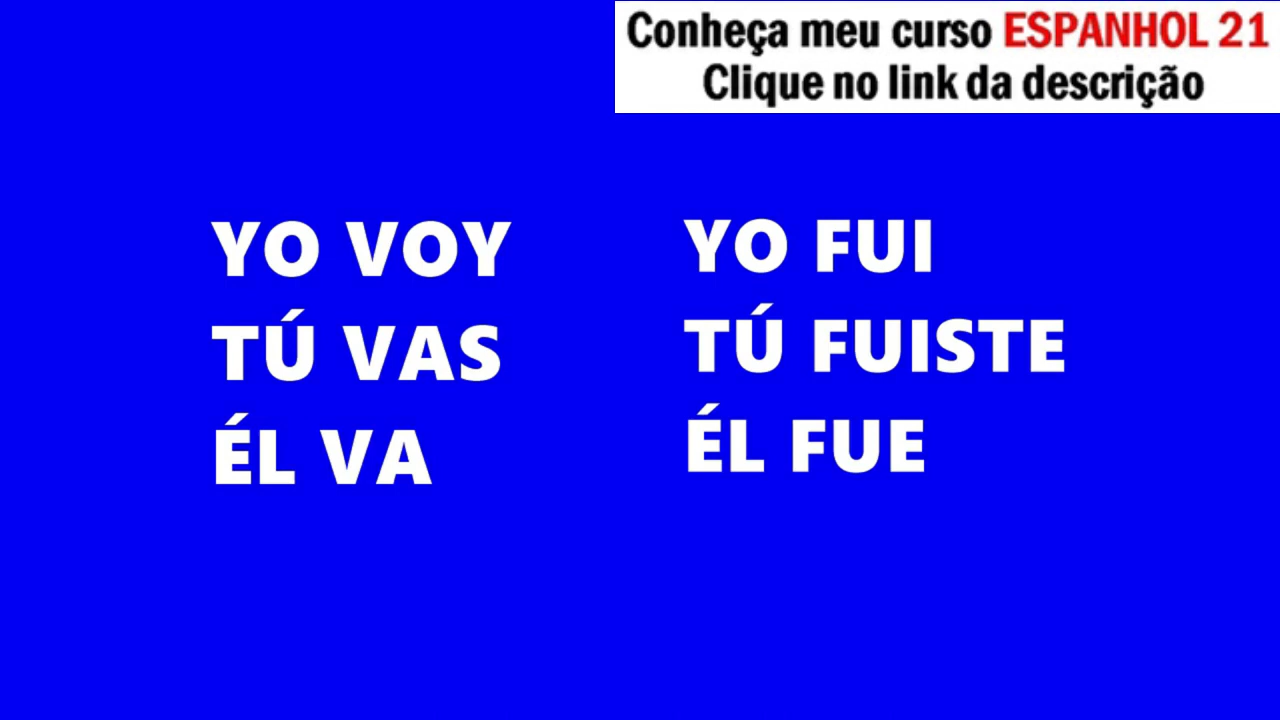 Conheça meu curso ESPANHOL 21
Clique no link da descrição
YO VOY
TÚ VAS
ÉL VA
YO FUI
TÚ FUISTE
ÉL FUE